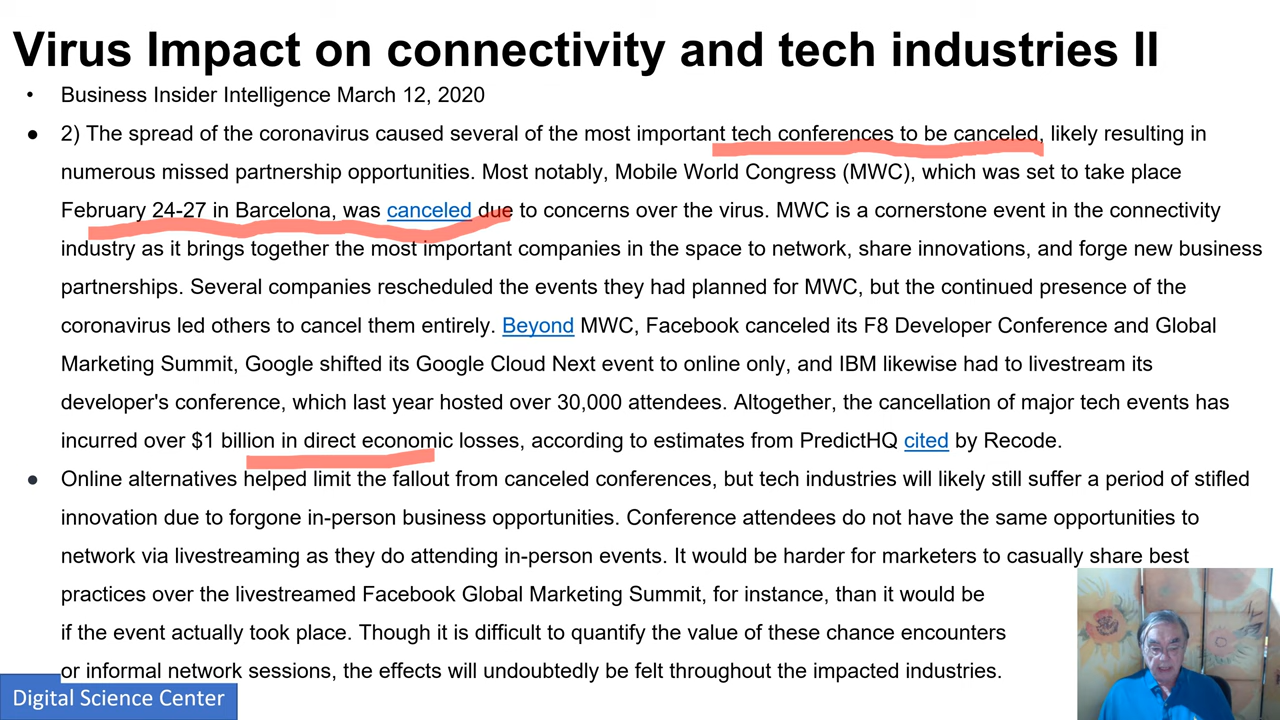 Virus Impact on connectivity and tech industries II
• Business Insider Intelligence March 12, 2020
● 2) The spread of the coronavirus caused several of the most important tech conferences to be canceled, likely resulting in
numerous missed partnership opportunities. Most notably, Mobile World Congress (MWC), which was set to take place
February 24-27 in Barcelona, was canceled due to concerns over the virus. MWC is a cornerstone event in the connectivity
industry as it brings together the most important companies in the space to network, share innovations, and forge new business
partnerships. Several companies rescheduled the events they had planned for MWC, but the continued presence of the
coronavirus led others to cancel them entirely. Beyond MWC, Facebook canceled its F8 Developer Conference and Global
Marketing Summit, Google shifted its Google Cloud Next event to online only, and IBM likewise had to livestream its
developer's conference, which last year hosted over 30,000 attendees. Altogether, the cancellation of major tech events has
incurred over $1 billion in direct economic losses, according to estimates from PredictHQ cited by Recode.
● Online alternatives helped limit the fallout from canceled conferences, but tech industries will likely still suffer a period of stifled
innovation due to forgone in-person business opportunities. Conference attendees do not have the same opportunities to
network via livestreaming as they do attending in-person events. It would be harder for marketers to casually share best
practices over the livestreamed Facebook Global Marketing Summit, for instance, than it would be
if the event actually took place. Though it is difficult to quantify the value of these chance encounters
or informal network sessions, the effects will undoubtedly be felt throughout the impacted industries.
Digital Science Center